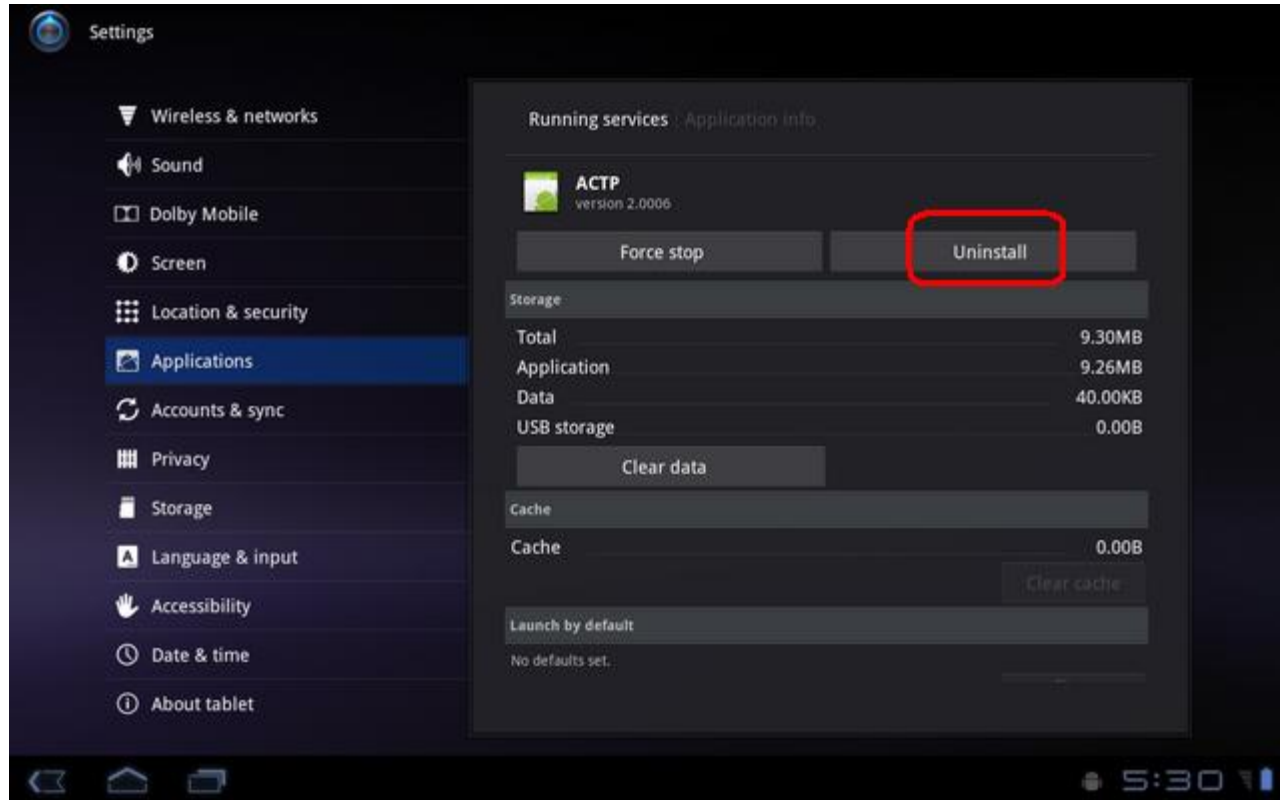 Settings
Wireless & networks
Sound
Dolby Mobile
Screen
Location & security
Applications
Accounts & sync
Privacy
Storage
Language & input
Accessibility
Date & time
About tablet
Running services : Application info
ACTP
version 2.0006
Force stop Uninstall
Storage
Total 9.30MB
Application 9.26MB
Data 40.00KB
USB storage 0.00B
Clear data
Cache
Cache 0.00B
Clear cache
Launch by default
No defaults set.
5:30